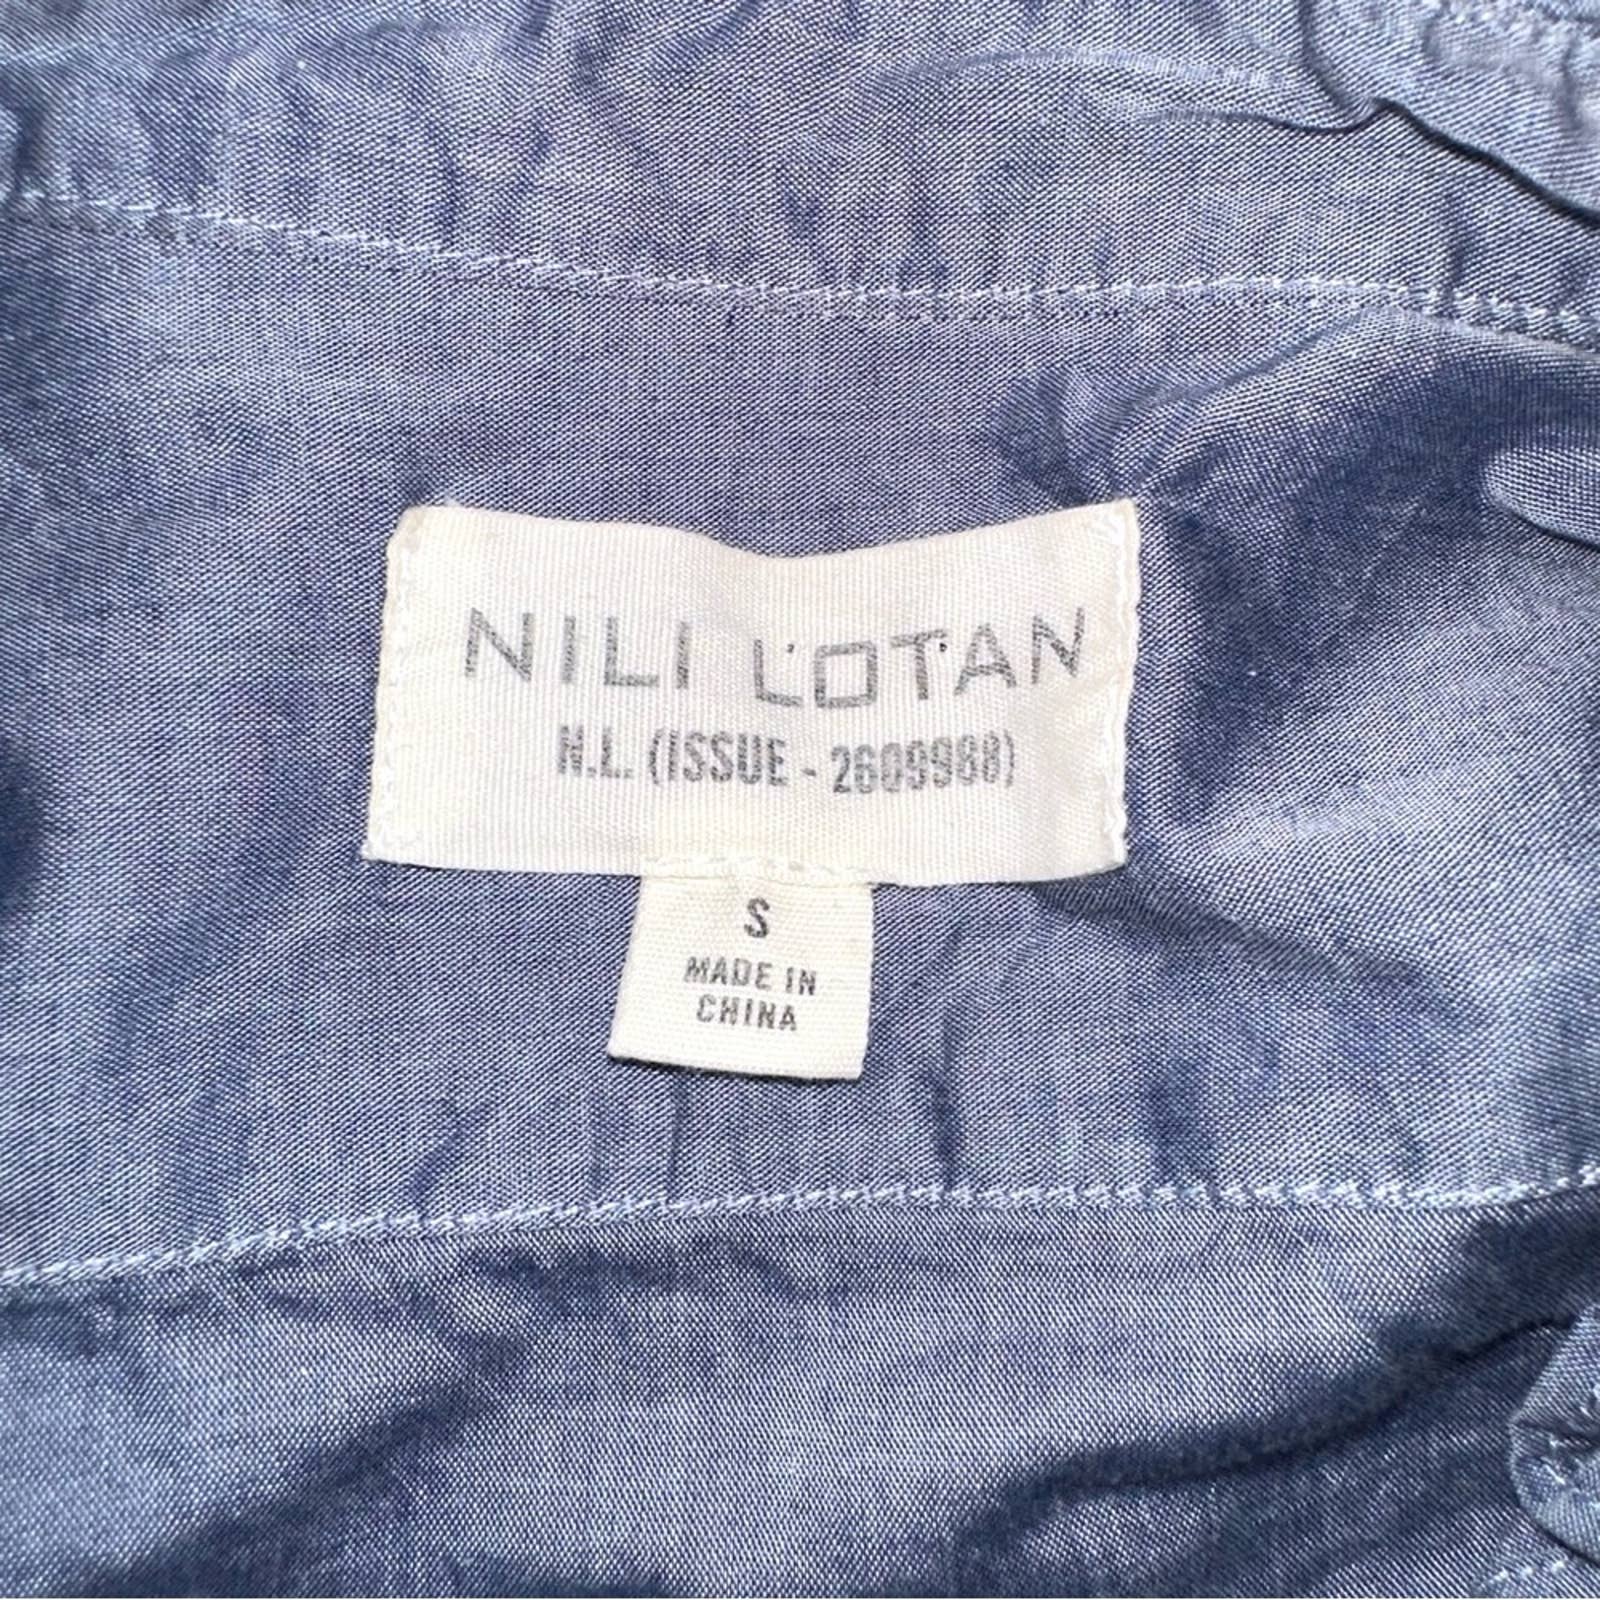 NILI LOTAN
N.L. (ISSUE - 2609988)
S
MADE IN
CHINA